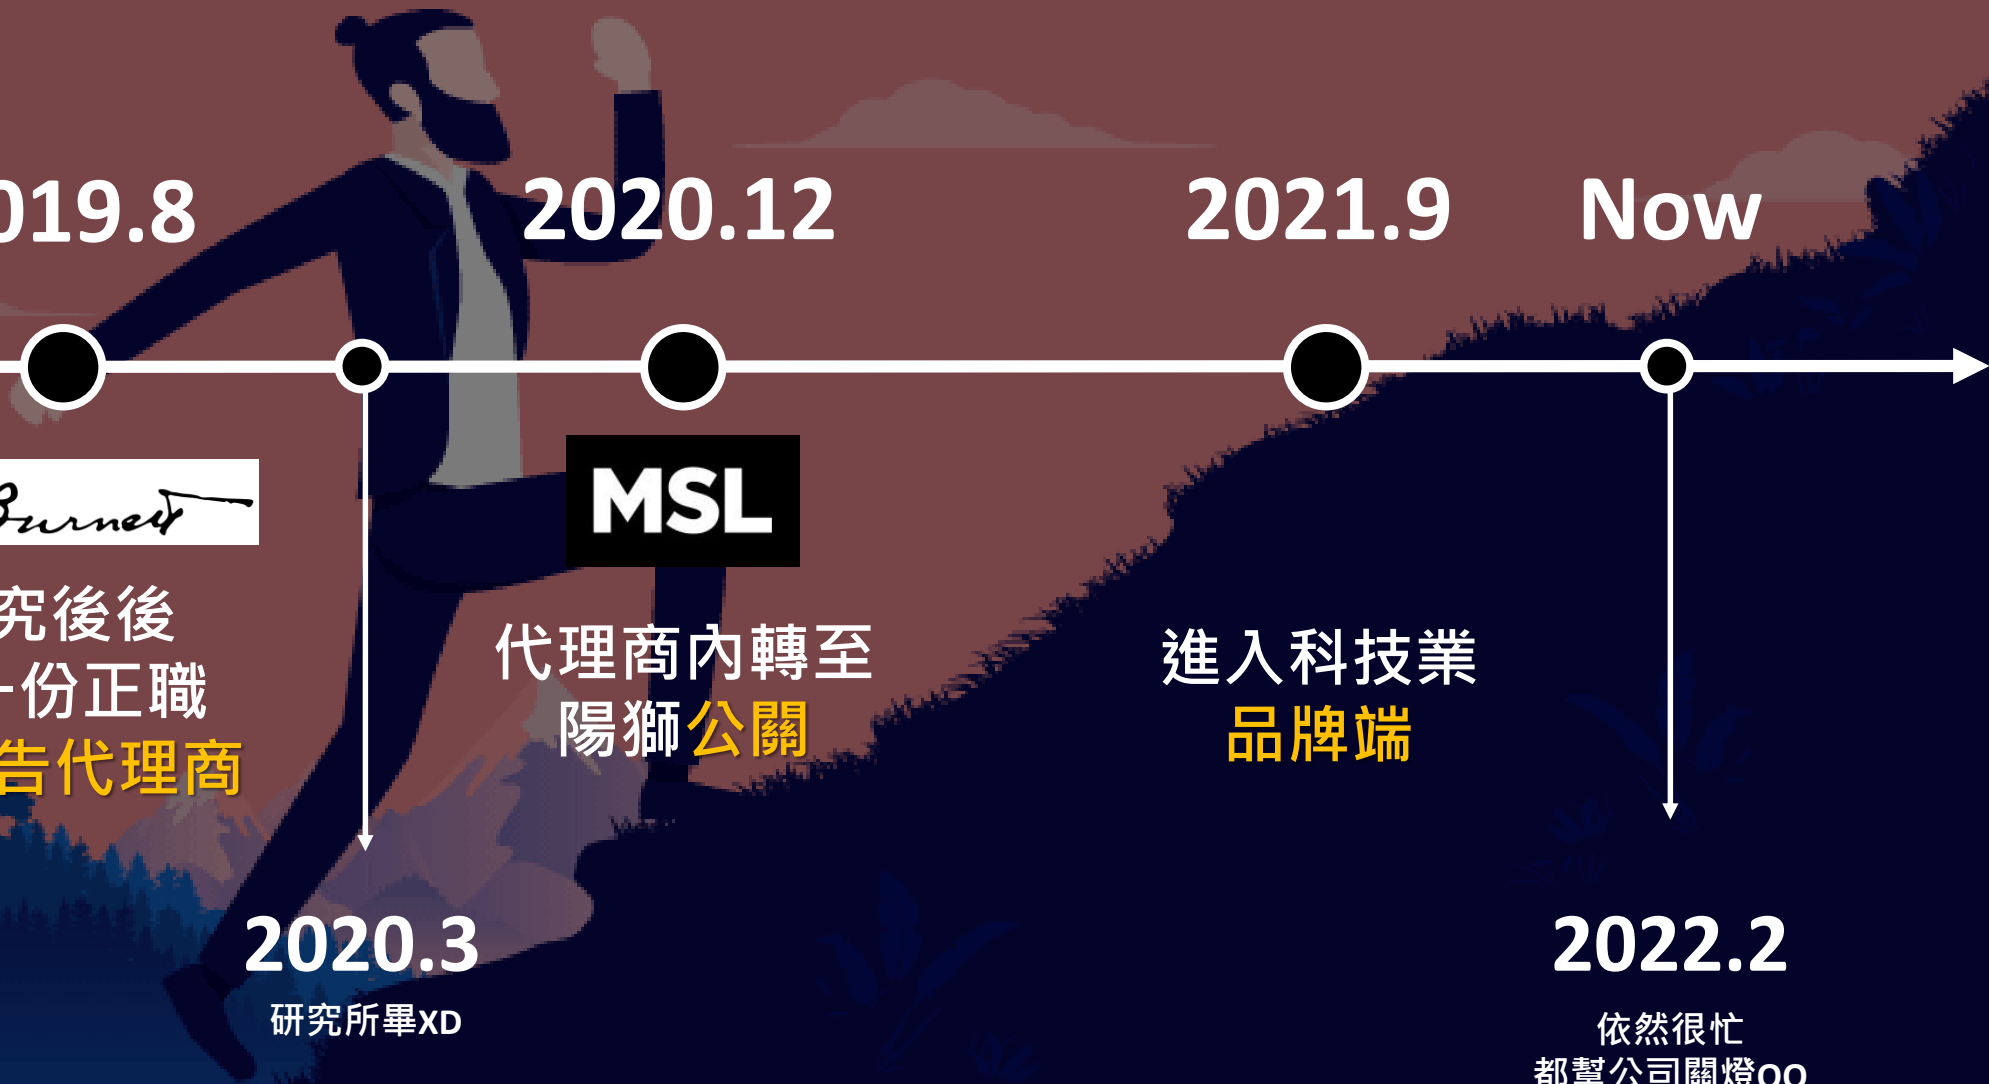 019.8
2020.12
2021.9
Now
Burnett
MSL
究後後
一份正職
告代理商
代理商內轉至
陽獅公關
進入科技業
品牌端
2020.3
研究所畢XD
2022.2
依然很忙
都幫公司關燈QQ